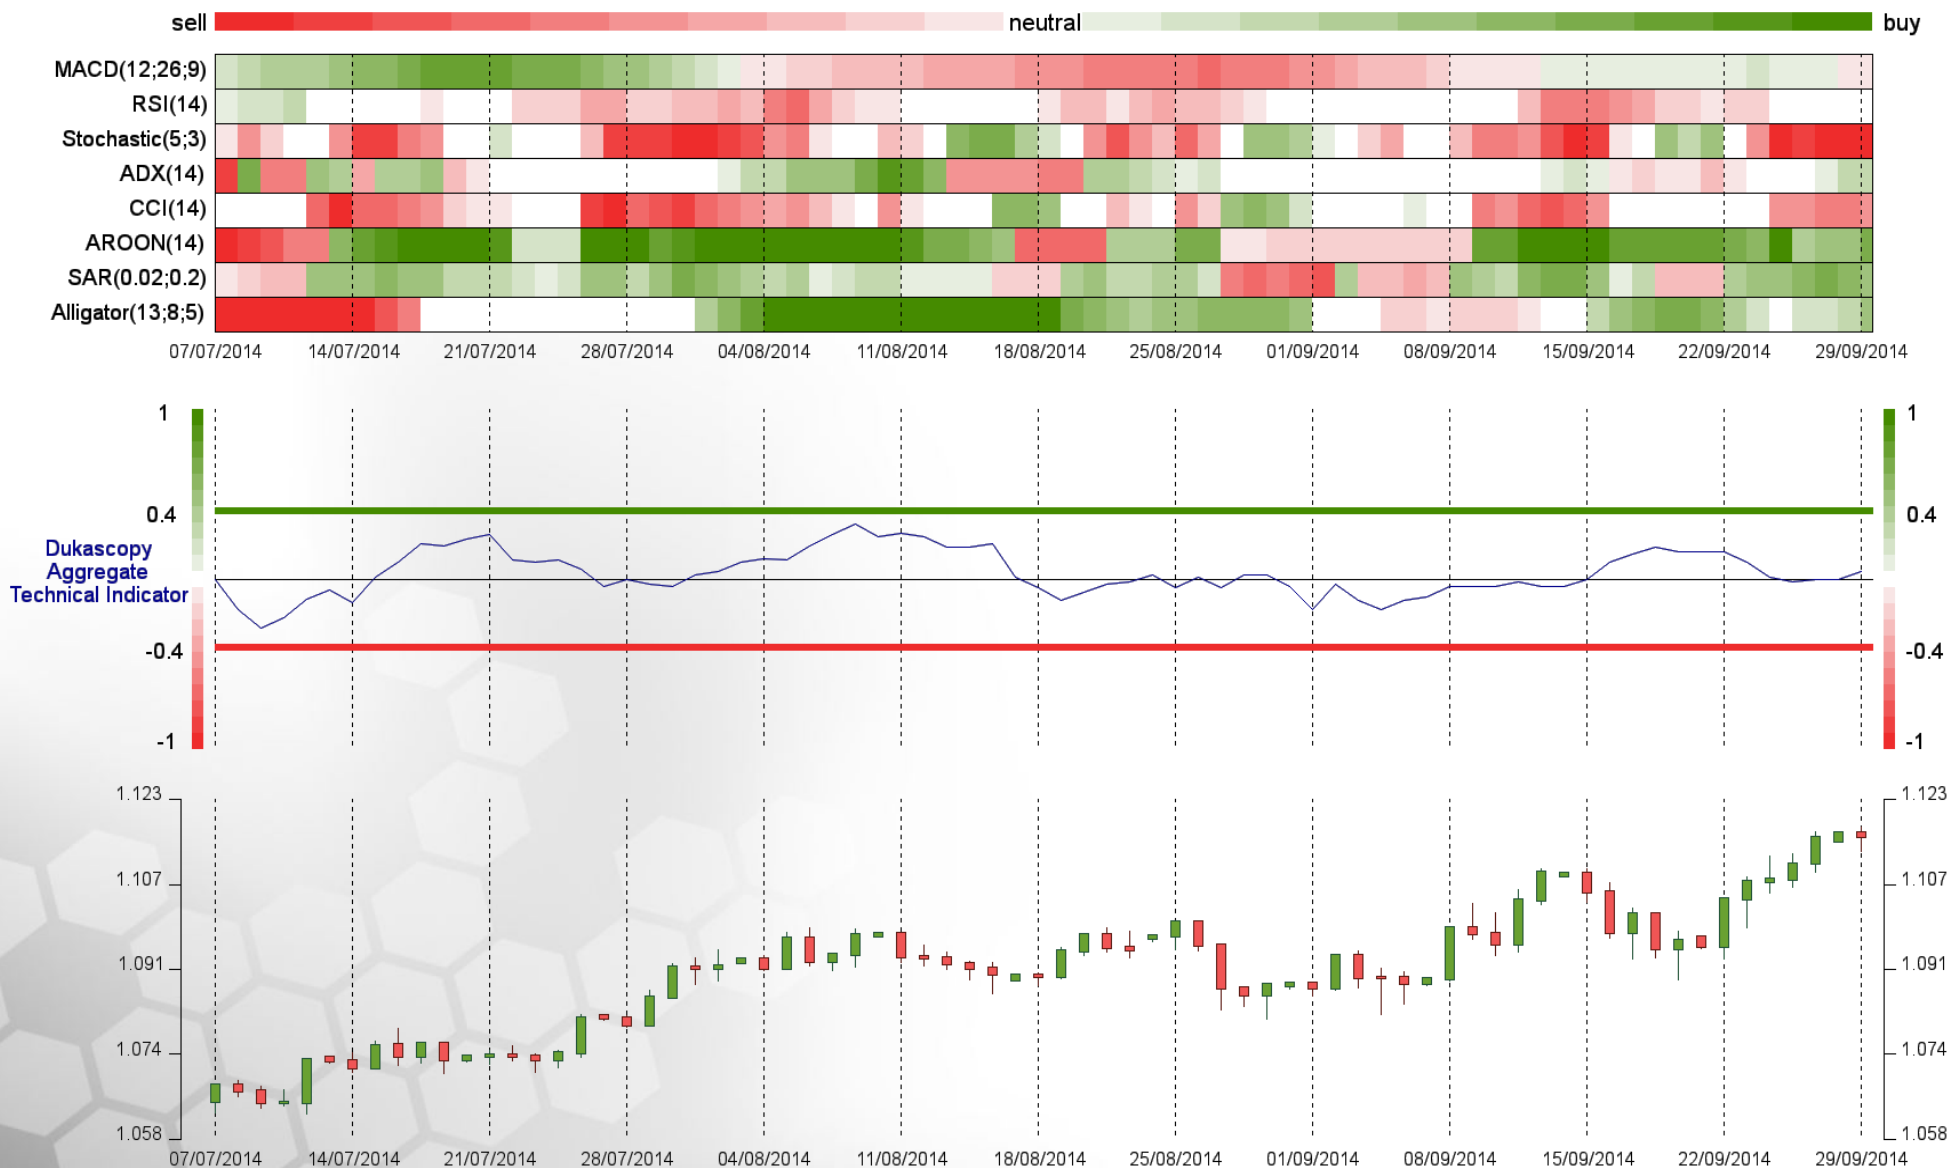 sell neutral buy
MACD(12;26;9)
RSI(14)
Stochastic(5;3)
ADX(14)
CCI(14)
AROON(14)
SAR(0.02;0.2)
Alligator(13;8;5)
07/07/2014 14/07/2014 21/07/2014 28/07/2014 04/08/2014 11/08/2014 18/08/2014 25/08/2014 01/09/2014 08/09/2014 15/09/2014 22/09/2014 29/09/2014
1 1
0.4 0.4
Dukascopy
Aggregate
Technical Indicator
-0.4 -0.4
-1 -1
1.123 1.123
1.107 1.107
1.091 1.091
1.074 1.074
1.058 1.058
07/07/2014 14/07/2014 21/07/2014 28/07/2014 04/08/2014 11/08/2014 18/08/2014 25/08/2014 01/09/2014 08/09/2014 15/09/2014 22/09/2014 29/09/2014